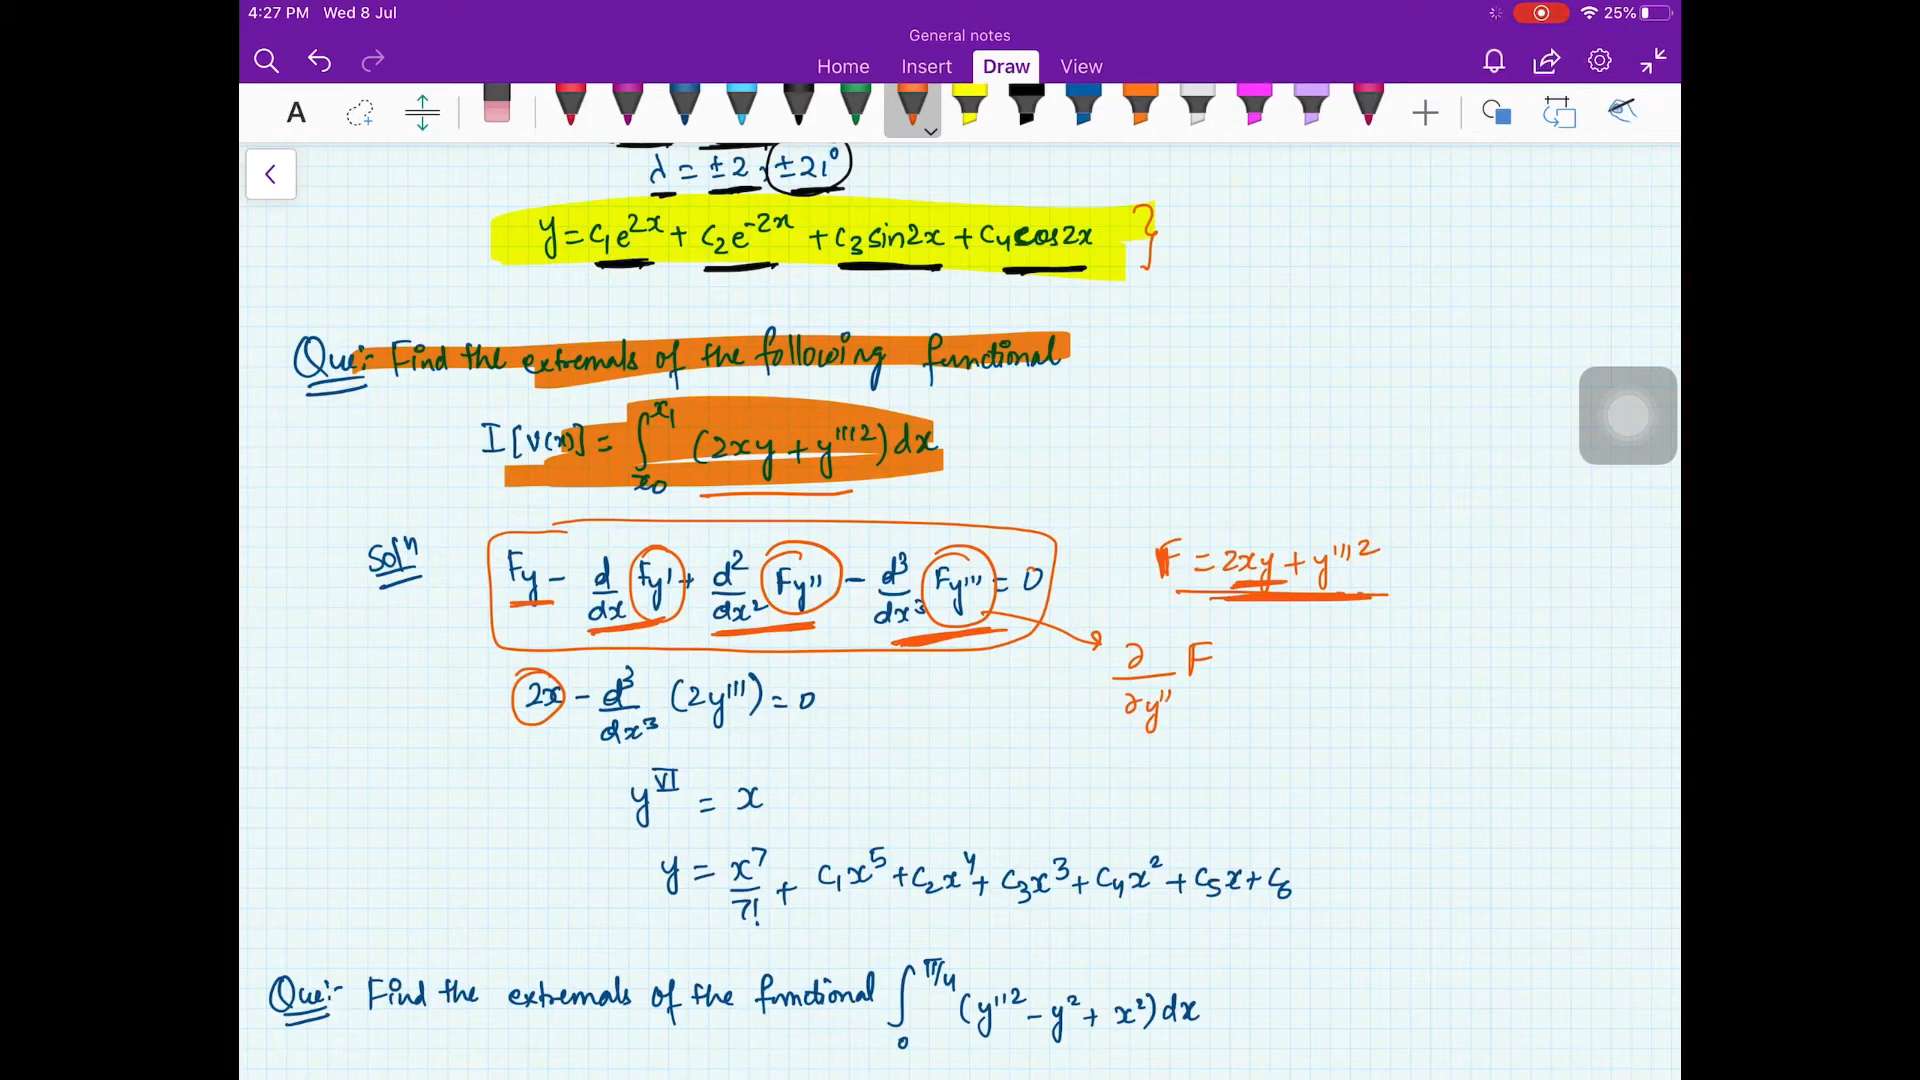 4:27 PM Wed 8 Jul
25%
General notes
Home Insert Draw View
A
λ = ±2, ±2i
y = c₁e^{2x} + c₂e^{-2x} + c₃sin2x + c₄cos2x
Que:- Find the extremals of the following functional
I[v(x)] = ∫_{x₀}^{x₁} (2xy + y'''²)dx
Solⁿ
F = 2xy + y'''²
Fy - d/dx Fy' + d²/dx² Fy'' - d³/dx³ Fy''' = 0
∂/∂y'' F
2x - d³/dx³ (2y''') = 0
y^{VI} = x
y = x⁷/7! + c₁x⁵ + c₂x⁴ + c₃x³ + c₄x² + c₅x + c₆
Que:- Find the extremals of the functional ∫_0^{π/4} (y''² - y² + x²)dx